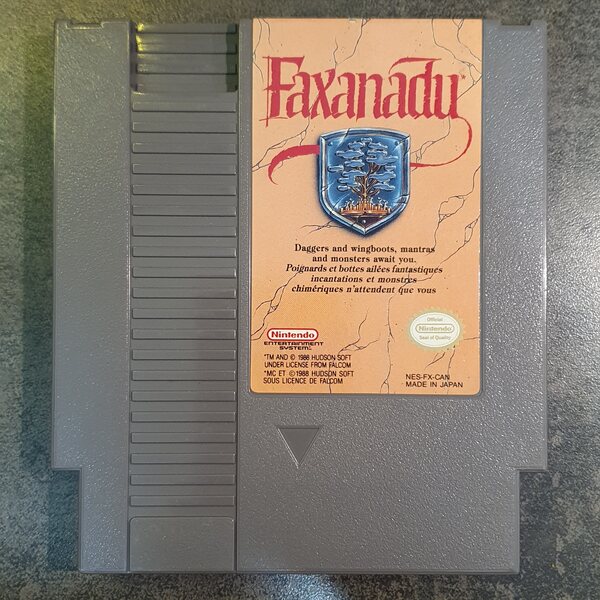 Faxanadu
Daggers and wingboots, mantras
and monsters await you.
Poignards et bottes ailées fantastiques
incantations et monstres
chimériques n'attendent que vous
Nintendo
ENTERTAINMENT
SYSTEM
*TM AND © 1988 HUDSON SOFT
UNDER LICENSE FROM FALCOM
*MC ET ©1988 HUDSON SOFT
SOUS LICENCE DE FALCOM
Official
Nintendo
Seal of Quality
NES-FX-CAN
MADE IN JAPAN